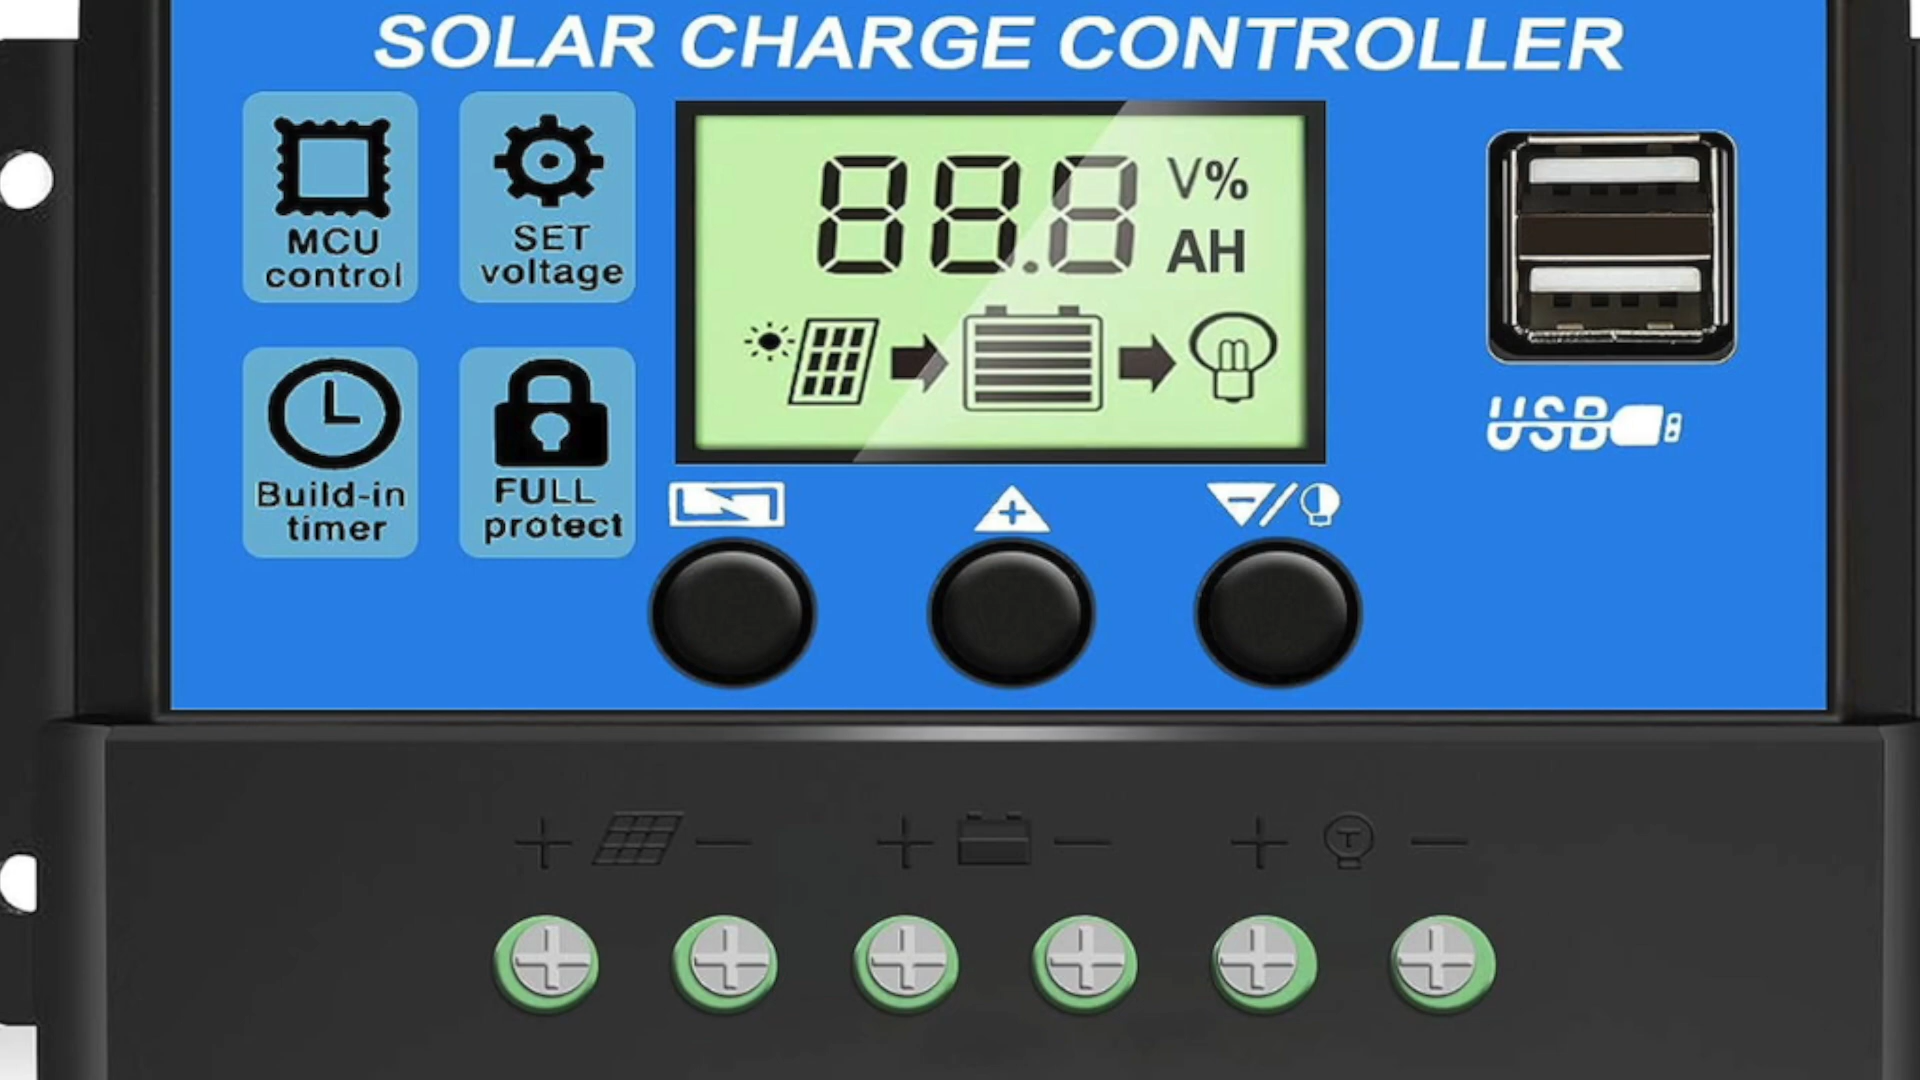 SOLAR CHARGE CONTROLLER
MCU
control
SET
voltage
88.8
V%
AH
Build-in
timer
FULL
protect
USB